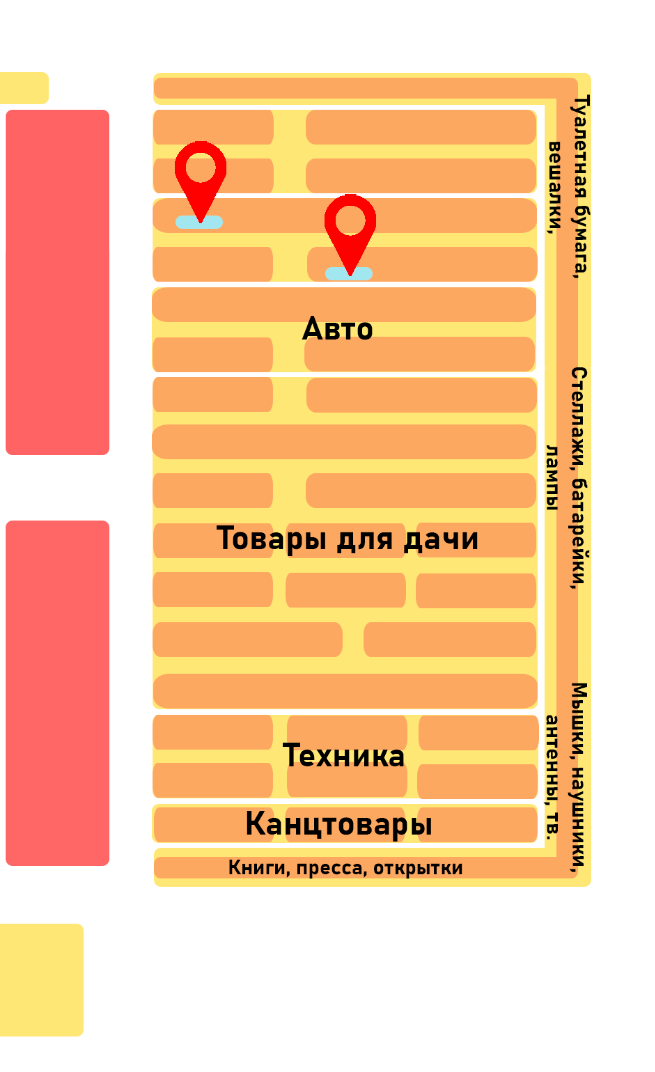 Туалетная бумага,
вешалки,
Авто
Стеллажи, батарейки,
лампы
Товары для дачи
Мышки, наушники,
антенны, тв.
Техника
Канцтовары
Книги, пресса, открытки